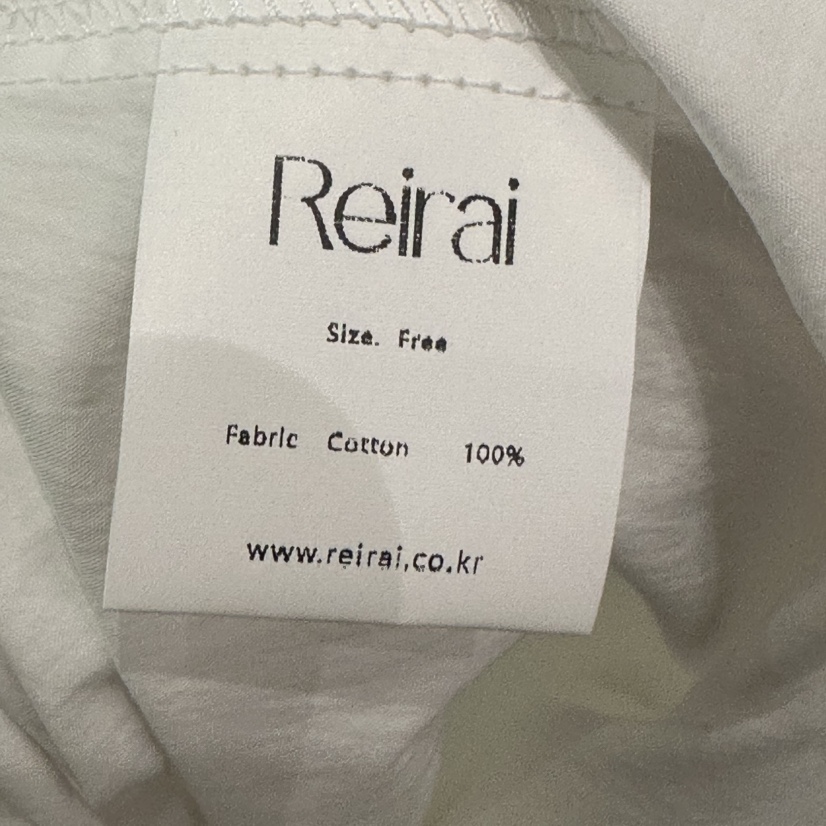 Reirai
Size. Free
Fabric Cotton 100%
www.reirai.co.kr